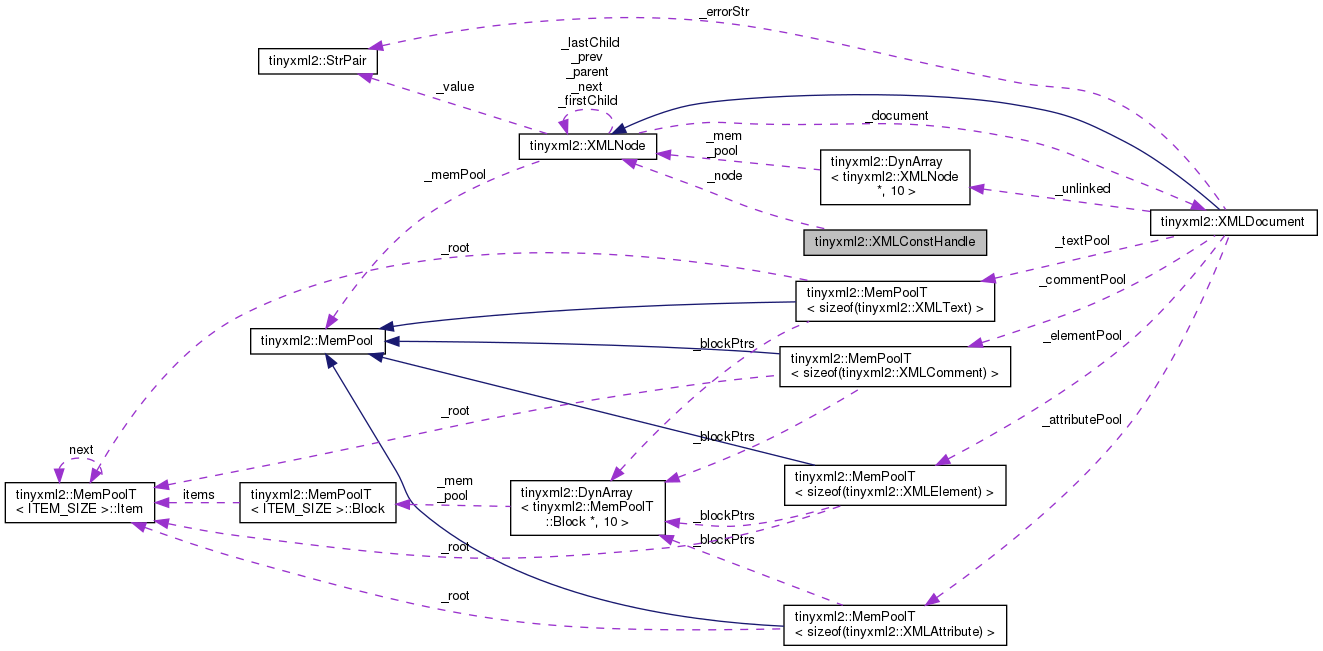 _errorStr
tinyxml2::StrPair
_lastChild
_prev
_parent
_next
_firstChild
_value
_document
tinyxml2::XMLNode
_mem
_pool
tinyxml2::DynArray
< tinyxml2::XMLNode
*, 10 >
_memPool
_node
_unlinked
tinyxml2::XMLDocument
tinyxml2::XMLConstHandle
_root
_textPool
_commentPool
tinyxml2::MemPoolT
< sizeof(tinyxml2::XMLText) >
tinyxml2::MemPool
_blockPtrs
_elementPool
tinyxml2::MemPoolT
< sizeof(tinyxml2::XMLComment) >
_root
_attributePool
_blockPtrs
next
tinyxml2::MemPoolT
< ITEM_SIZE >::Item
items
tinyxml2::MemPoolT
< ITEM_SIZE >::Block
_mem
_pool
tinyxml2::DynArray
< tinyxml2::MemPoolT
::Block *, 10 >
tinyxml2::MemPoolT
< sizeof(tinyxml2::XMLElement) >
_blockPtrs
_blockPtrs
_root
_root
tinyxml2::MemPoolT
< sizeof(tinyxml2::XMLAttribute) >